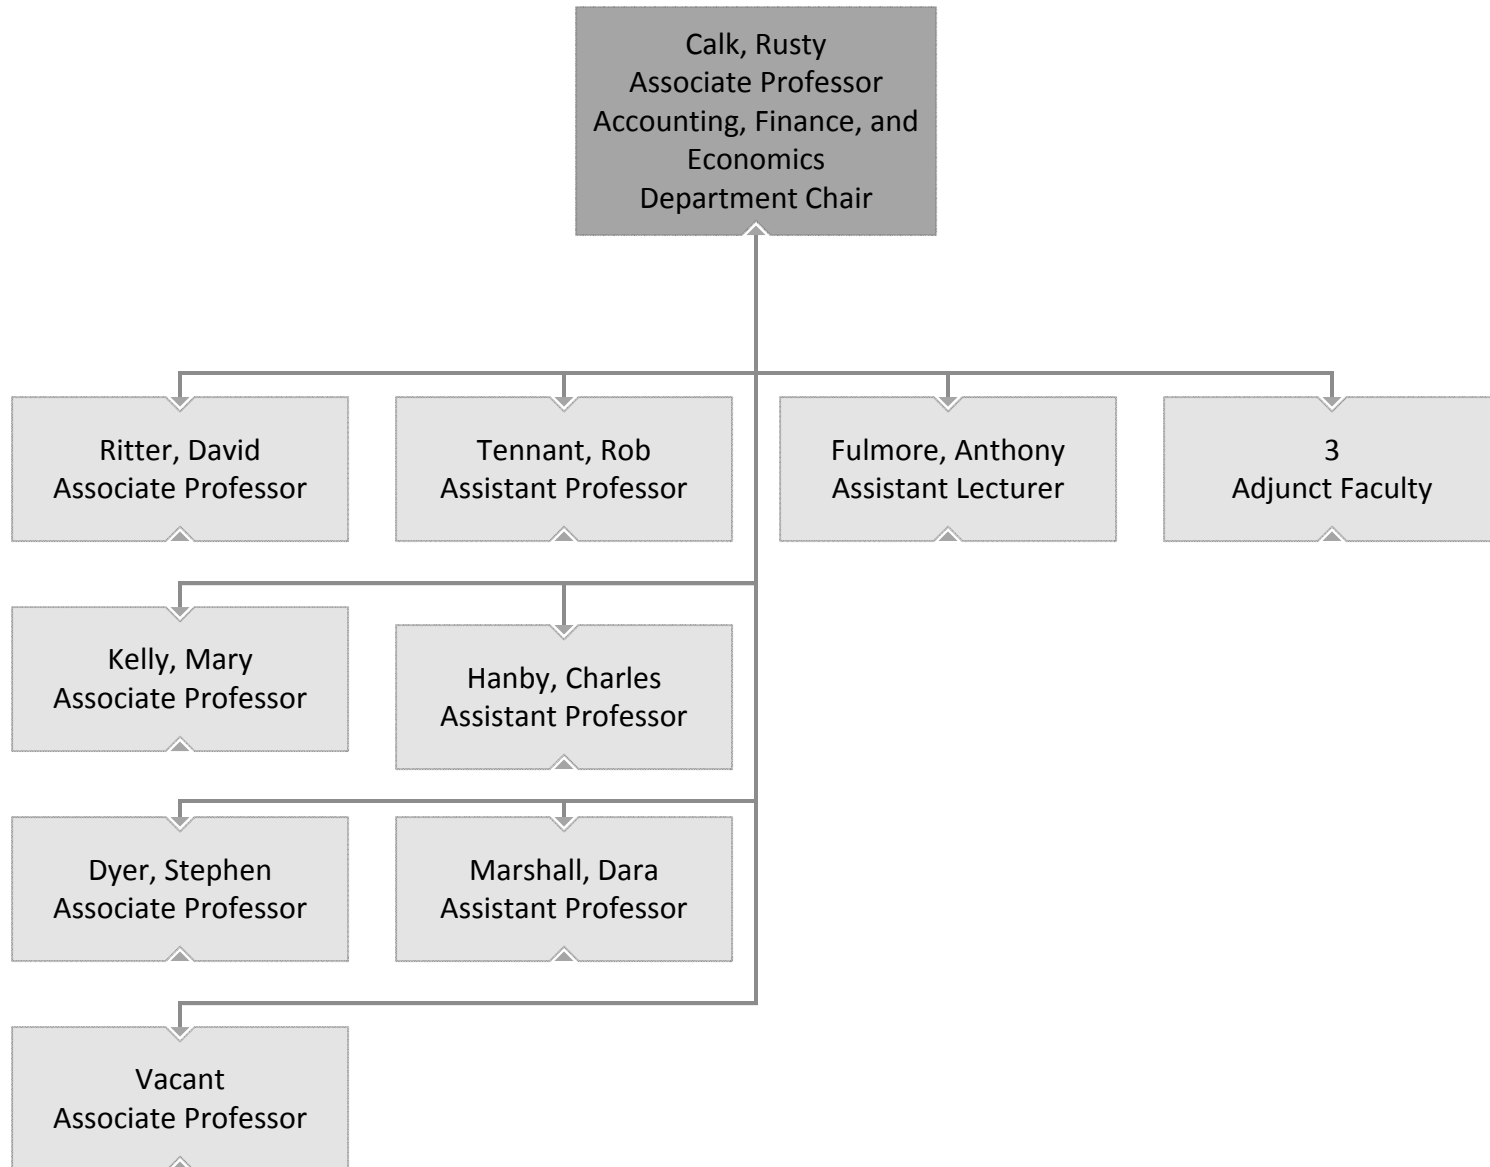 Calk, Rusty
Associate Professor
Accounting, Finance, and
Economics
Department Chair
Ritter, David
Associate Professor
Tennant, Rob
Assistant Professor
Fulmore, Anthony
Assistant Lecturer
3
Adjunct Faculty
Kelly, Mary
Associate Professor
Hanby, Charles
Assistant Professor
Dyer, Stephen
Associate Professor
Marshall, Dara
Assistant Professor
Vacant
Associate Professor